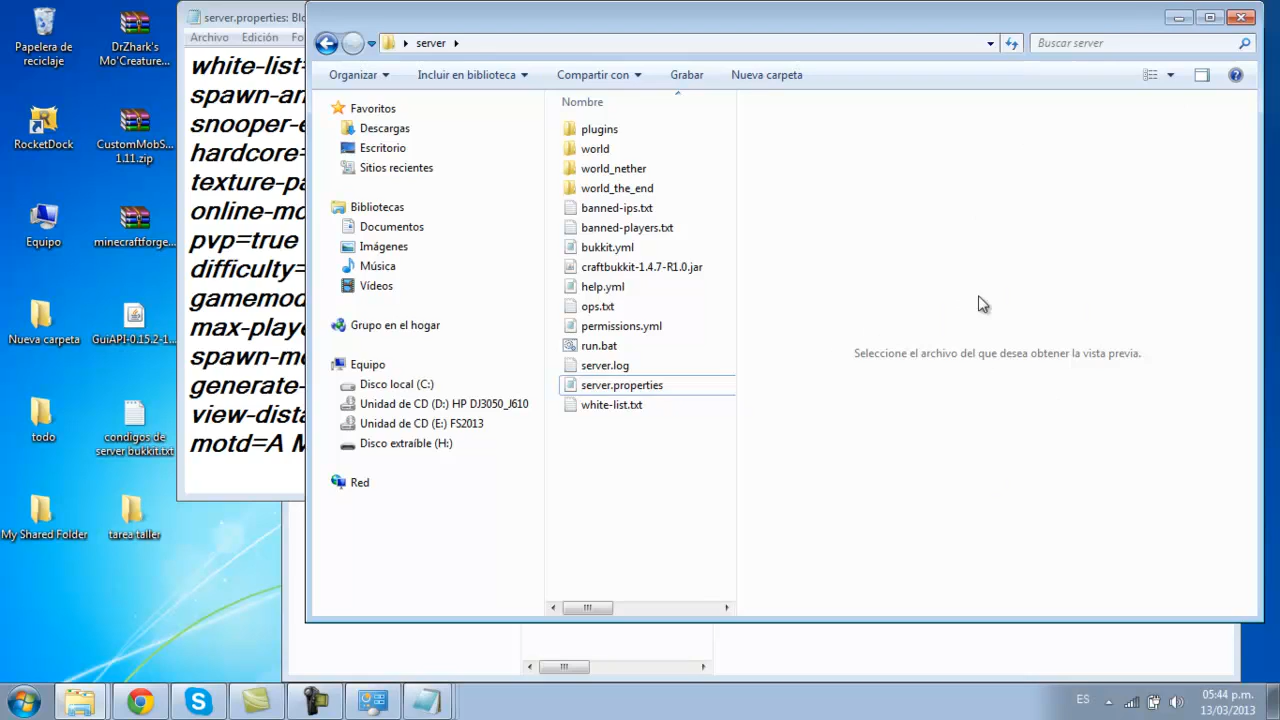 Papelera de
reciclaje
DrZhark's
Mo'Creature...
RocketDock
CustomMobS...
1.11.zip
Equipo
minecraftforge...
Nueva carpeta
GuiAPI-0.15.2-1...
todo
condigos de
server bukkit.txt
My Shared Folder
tarea taller
server.properties: Blo
Archivo Edición Fo
white-list=
spawn-an
snooper-e
hardcore=
texture-pa
online-mo
pvp=true
difficulty=
gamemod
max-playe
spawn-mo
generate-
view-dista
motd=A M
server
Buscar server
Organizar Incluir en biblioteca Compartir con Grabar Nueva carpeta
Favoritos
Descargas
Escritorio
Sitios recientes
Bibliotecas
Documentos
Imágenes
Música
Vídeos
Grupo en el hogar
Equipo
Disco local (C:)
Unidad de CD (D:) HP DJ3050_J610
Unidad de CD (E:) FS2013
Disco extraíble (H:)
Red
Nombre
plugins
world
world_nether
world_the_end
banned-ips.txt
banned-players.txt
bukkit.yml
craftbukkit-1.4.7-R1.0.jar
help.yml
ops.txt
permissions.yml
run.bat
server.log
server.properties
white-list.txt
Seleccione el archivo del que desea obtener la vista previa.
ES
05:44 p.m.
13/03/2013